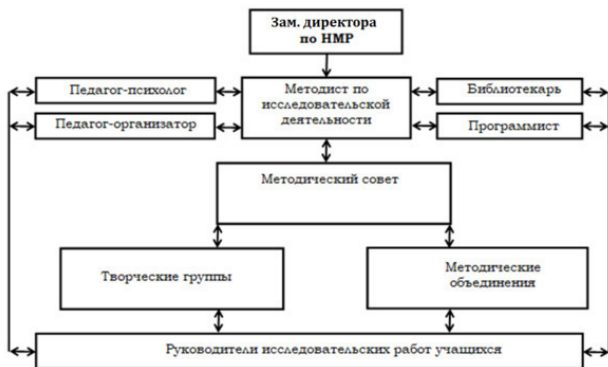 Зам. директора
по НМР
Педагог-психолог
Методист по
исследовательской
деятельности
Библиотекарь
Педагог-организатор
Программист
Методический совет
Творческие группы
Методические
объединения
Руководители исследовательских работ учащихся